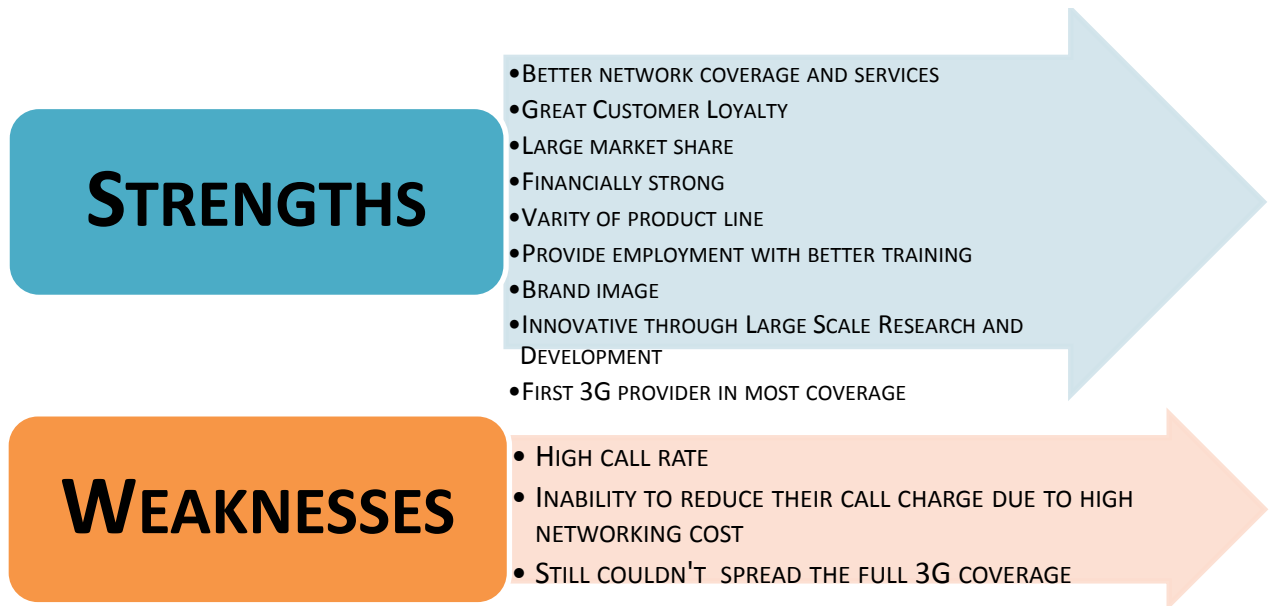 STRENGTHS
•BETTER NETWORK COVERAGE AND SERVICES
•GREAT CUSTOMER LOYALTY
•LARGE MARKET SHARE
•FINANCIALLY STRONG
•VARITY OF PRODUCT LINE
•PROVIDE EMPLOYMENT WITH BETTER TRAINING
•BRAND IMAGE
•INNOVATIVE THROUGH LARGE SCALE RESEARCH AND
DEVELOPMENT
•FIRST 3G PROVIDER IN MOST COVERAGE
WEAKNESSES
• HIGH CALL RATE
• INABILITY TO REDUCE THEIR CALL CHARGE DUE TO HIGH
NETWORKING COST
• STILL COULDN'T SPREAD THE FULL 3G COVERAGE